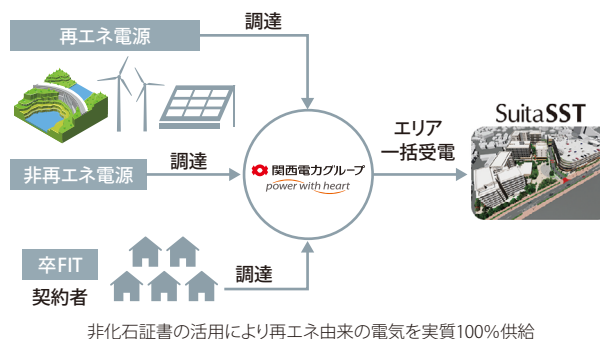 再エネ電源
調達
非再エネ電源
調達
関西電力グループ
power with heart
エリア
一括受電
SuitaSST
卒FIT
契約者
調達
非化石証書の活用により再エネ由来の電気を実質100%供給